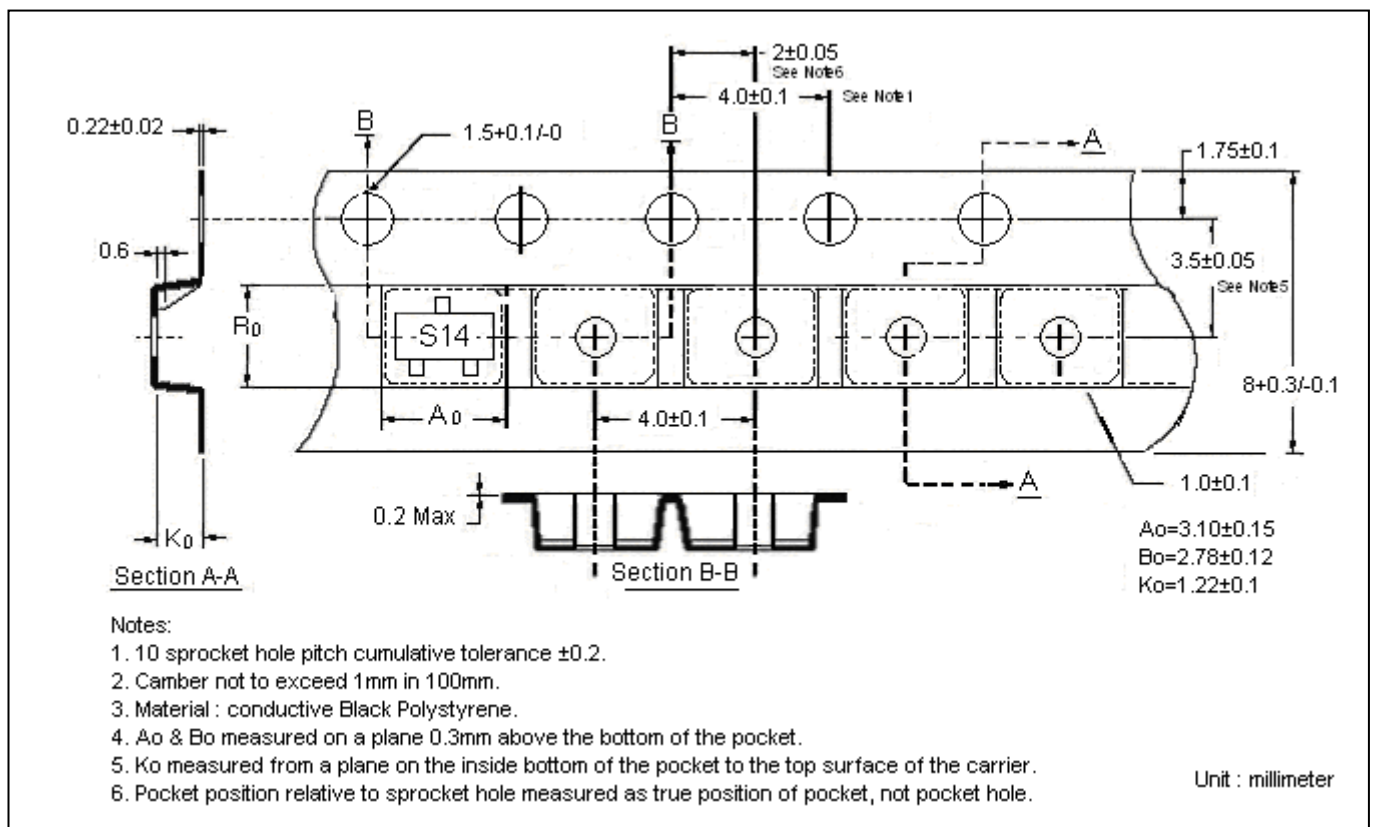 2±0.05
See Note6
4.0±0.1 See Note1
0.22±0.02
B
1.5+0.1/-0
B
A
1.75±0.1
0.6
3.5±0.05
See Note5
R0
S14
8+0.3/-0.1
A0
4.0±0.1
A
1.0±0.1
0.2 Max
K0
Section A-A
Section B-B
Ao=3.10±0.15
Bo=2.78±0.12
Ko=1.22±0.1
Notes:
1. 10 sprocket hole pitch cumulative tolerance ±0.2.
2. Camber not to exceed 1mm in 100mm.
3. Material : conductive Black Polystyrene.
4. Ao & Bo measured on a plane 0.3mm above the bottom of the pocket.
5. Ko measured from a plane on the inside bottom of the pocket to the top surface of the carrier.
6. Pocket position relative to sprocket hole measured as true position of pocket, not pocket hole.
Unit : millimeter